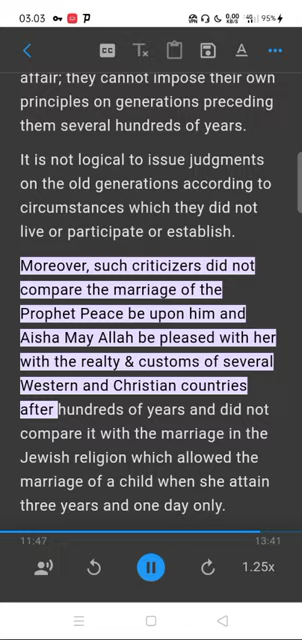 03.03
0.00
KB/S
4G
95%
CC
A
affair; they cannot impose their own
principles on generations preceding
them several hundreds of years.
It is not logical to issue judgments
on the old generations according to
circumstances which they did not
live or participate or establish.
Moreover, such criticizers did not
compare the marriage of the
Prophet Peace be upon him and
Aisha May Allah be pleased with her
with the realty & customs of several
Western and Christian countries
after hundreds of years and did not
compare it with the marriage in the
Jewish religion which allowed the
marriage of a child when she attain
three years and one day only.
11:47
13:41
1.25x